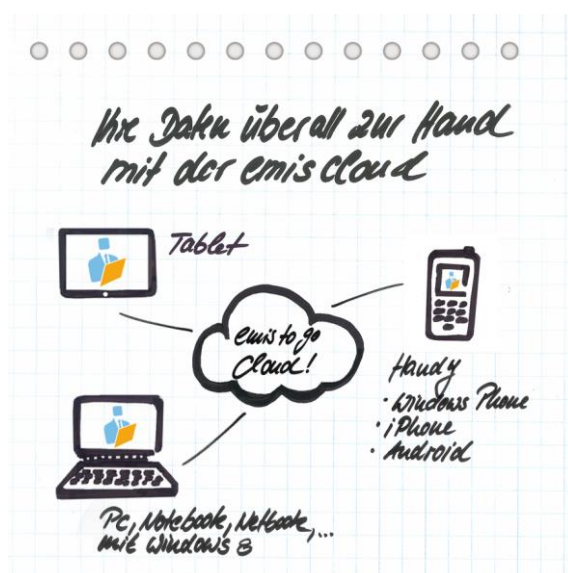 Ihre Daten überall zur Hand
mit der emis cloud
Tablet
emis to go
Cloud!
Handy
· Windows Phone
· iPhone
· Android
Pc, Notebook, Netbook,...
mit Windows 8